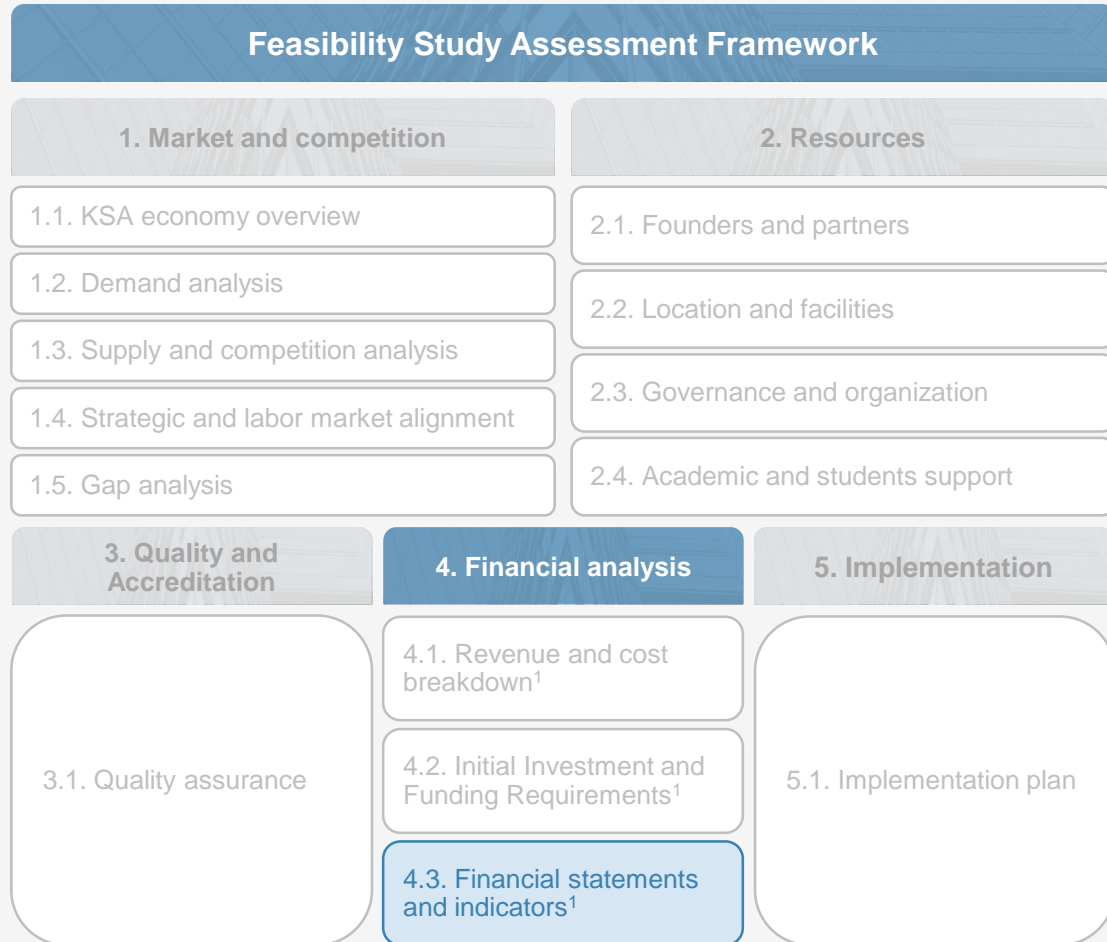 Feasibility Study Assessment Framework
1. Market and competition
1.1. KSA economy overview
1.2. Demand analysis
1.3. Supply and competition analysis
1.4. Strategic and labor market alignment
1.5. Gap analysis
2. Resources
2.1. Founders and partners
2.2. Location and facilities
2.3. Governance and organization
2.4. Academic and students support
3. Quality and
Accreditation
3.1. Quality assurance
4. Financial analysis
4.1. Revenue and cost
breakdown¹
4.2. Initial Investment and
Funding Requirements¹
4.3. Financial statements
and indicators¹
5. Implementation
5.1. Implementation plan